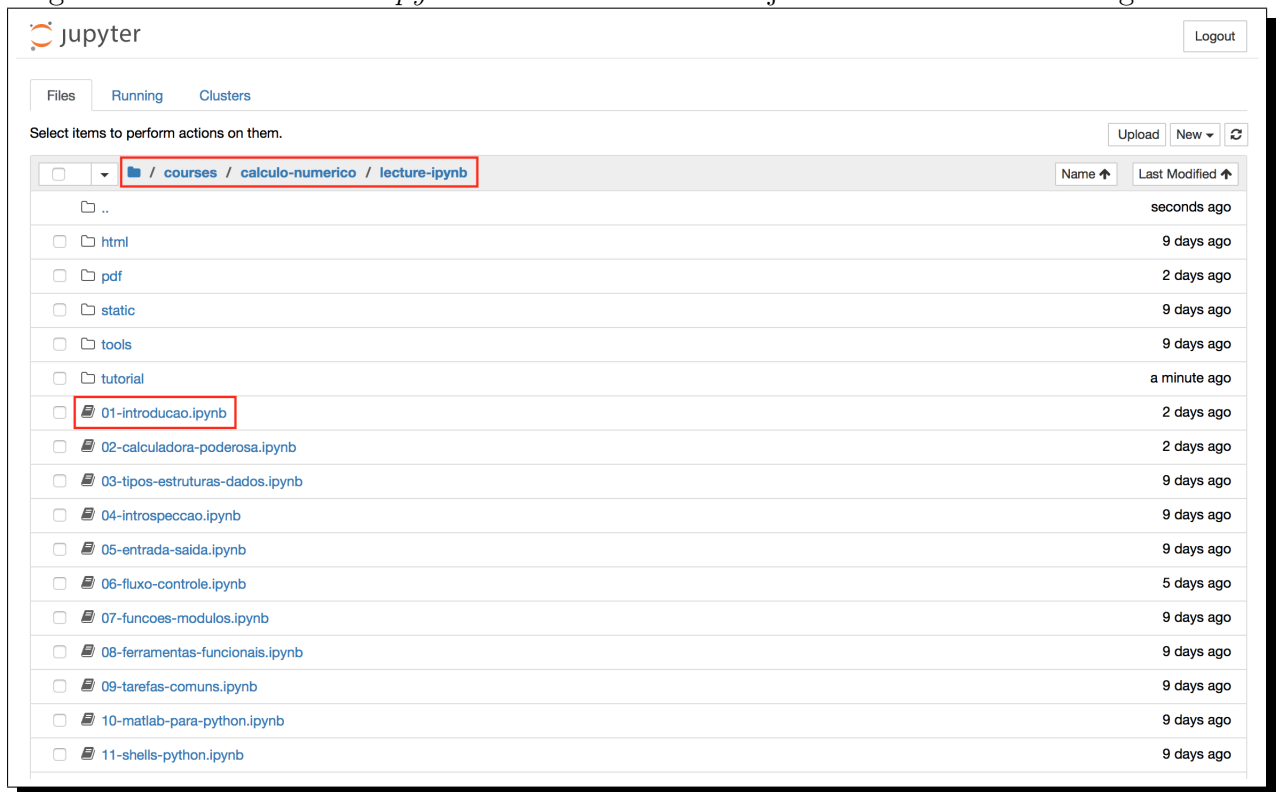 jupyter
Logout
Files Running Clusters
Select items to perform actions on them.
Upload New
/ courses / calculo-numerico / lecture-ipynb
Name Last Modified
.. seconds ago
html 9 days ago
pdf 2 days ago
static 9 days ago
tools 9 days ago
tutorial a minute ago
01-introducao.ipynb 2 days ago
02-calculadora-poderosa.ipynb 2 days ago
03-tipos-estruturas-dados.ipynb 9 days ago
04-introspeccao.ipynb 9 days ago
05-entrada-saida.ipynb 9 days ago
06-fluxo-controle.ipynb 5 days ago
07-funcoes-modulos.ipynb 9 days ago
08-ferramentas-funcionais.ipynb 9 days ago
09-tarefas-comuns.ipynb 9 days ago
10-matlab-para-python.ipynb 9 days ago
11-shells-python.ipynb 9 days ago